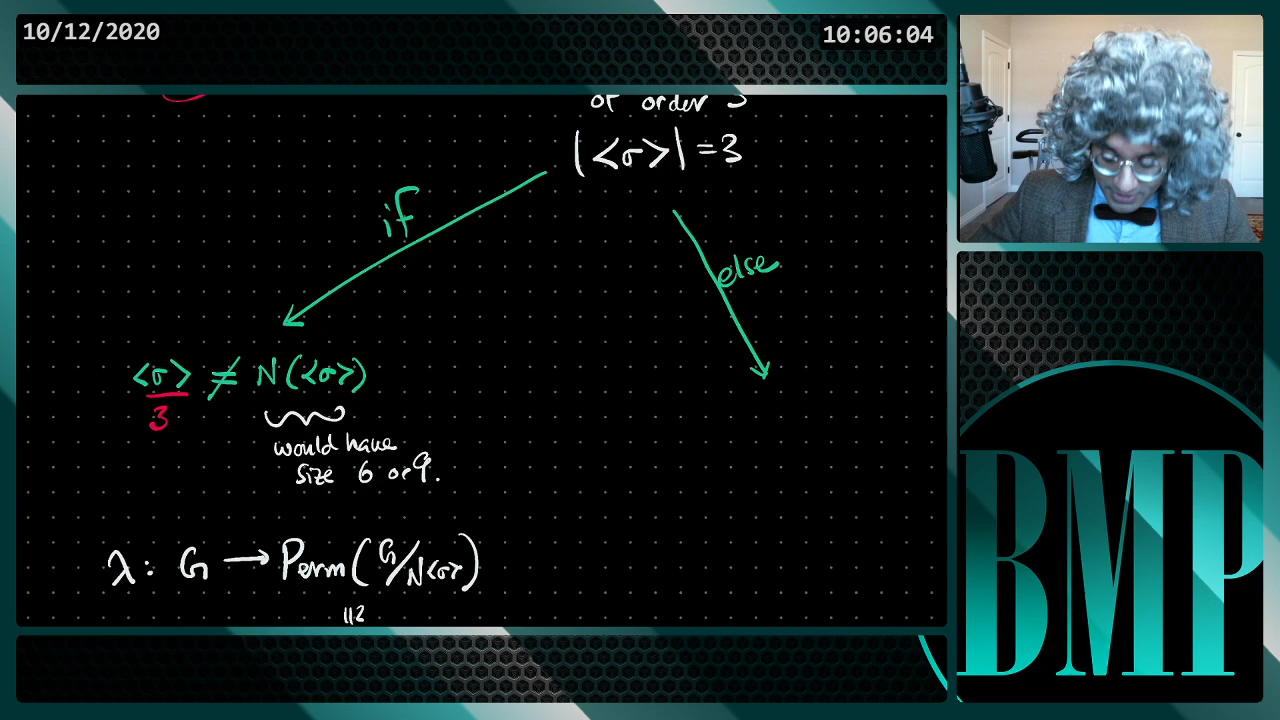 10/12/2020
10:06:04
of order 3
|<σ>| = 3
if
else
<σ> ≠ N(<σ>)
3
would have
size 6 or 9.
λ: G → Perm(G/N<σ>)
BMP